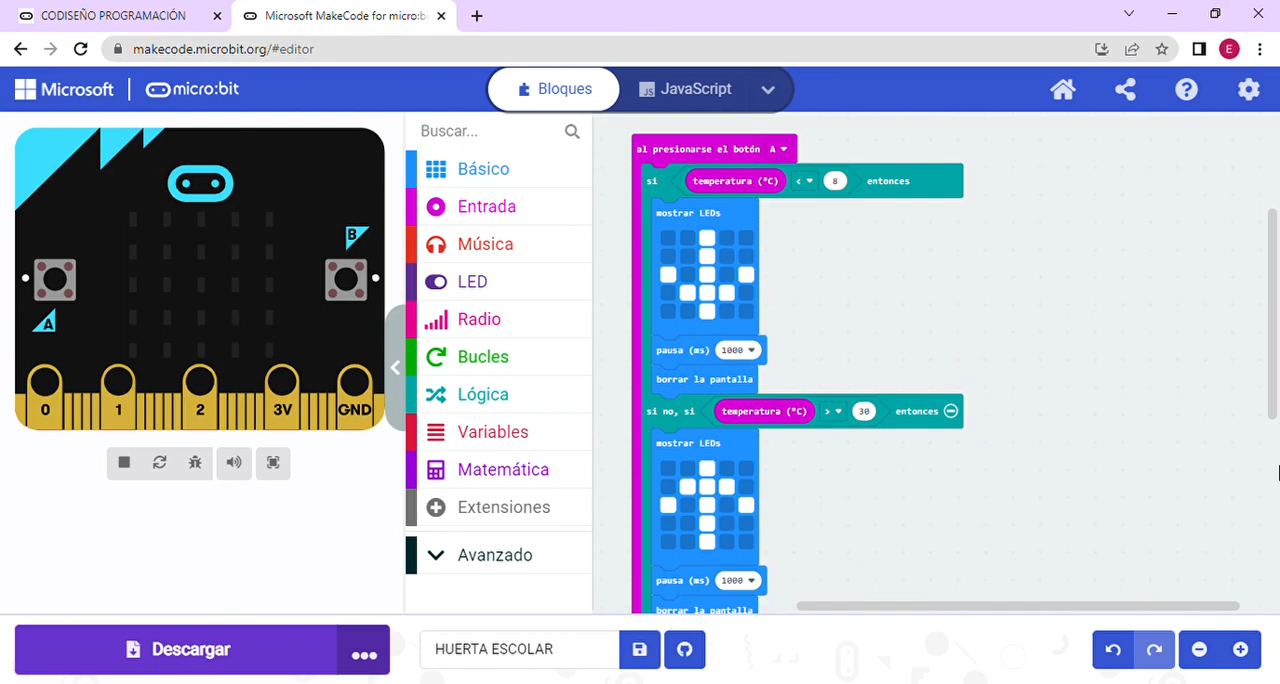 CODISEÑO PROGRAMACIÓN
Microsoft MakeCode for micro:b
makecode.microbit.org/#editor
E
Microsoft
micro:bit
Bloques
JS JavaScript
Buscar...
Básico
Entrada
Música
LED
Radio
Bucles
Lógica
Variables
Matemática
Extensiones
Avanzado
B
A
0 1 2 3V GND
al presionarse el botón A
si temperatura (°C) < 8 entonces
mostrar LEDs
pausa (ms) 1000
borrar la pantalla
si no, si temperatura (°C) > 30 entonces
mostrar LEDs
pausa (ms) 1000
borrar la pantalla
Descargar
HUERTA ESCOLAR